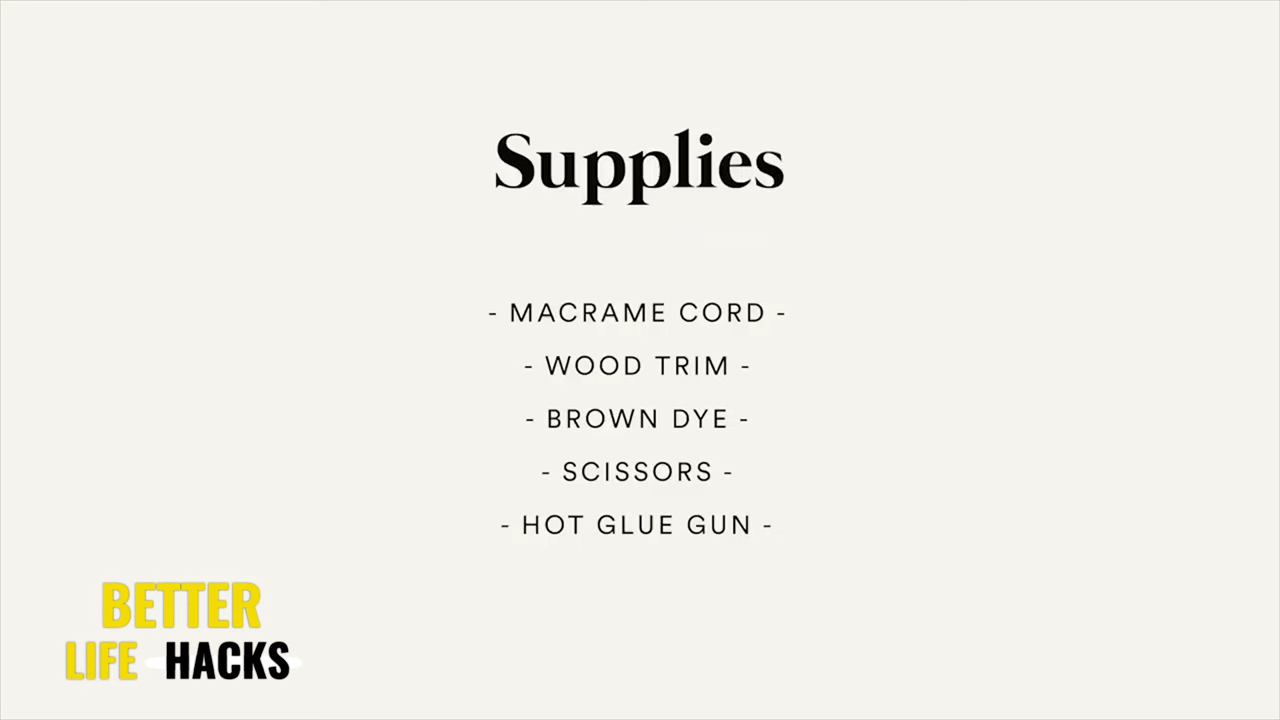 Supplies
- MACRAME CORD -
- WOOD TRIM -
- BROWN DYE -
- SCISSORS -
- HOT GLUE GUN -
BETTER
LIFE HACKS